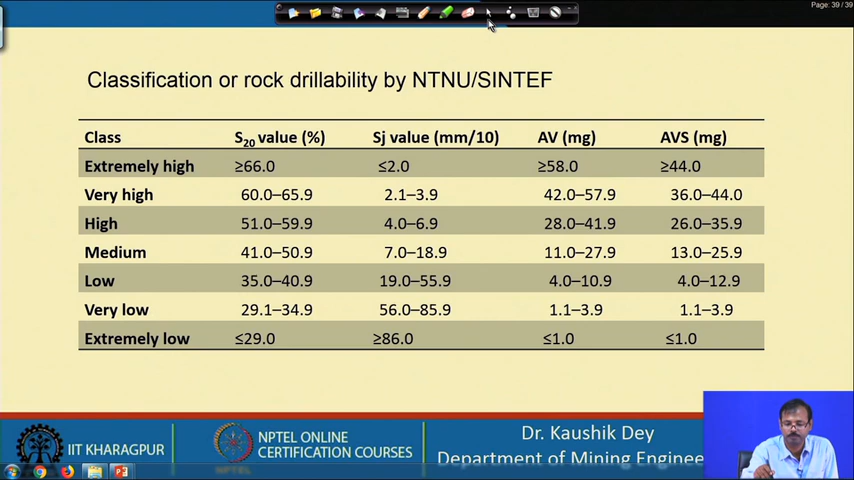 Page: 39 / 39
Classification or rock drillability by NTNU/SINTEF
Class S20 value (%) Sj value (mm/10) AV (mg) AVS (mg)
Extremely high ≥66.0 ≤2.0 ≥58.0 ≥44.0
Very high 60.0–65.9 2.1–3.9 42.0–57.9 36.0–44.0
High 51.0–59.9 4.0–6.9 28.0–41.9 26.0–35.9
Medium 41.0–50.9 7.0–18.9 11.0–27.9 13.0–25.9
Low 35.0–40.9 19.0–55.9 4.0–10.9 4.0–12.9
Very low 29.1–34.9 56.0–85.9 1.1–3.9 1.1–3.9
Extremely low ≤29.0 ≥86.0 ≤1.0 ≤1.0
IIT KHARAGPUR
NPTEL ONLINE
CERTIFICATION COURSES
NPTEL
Dr. Kaushik Dey
Department of Mining Enginee